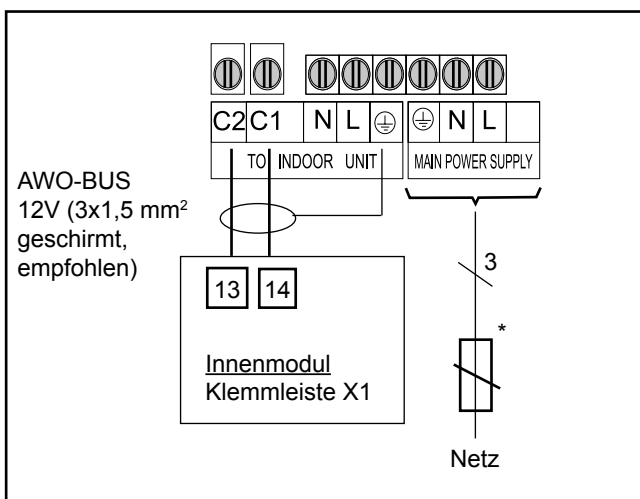 C2 C1 N L ⏚ ⏚ N L
TO INDOOR UNIT MAIN POWER SUPPLY
AWO-BUS
12V (3x1,5 mm²
geschirmt,
empfohlen)
13 14
Innenmodul
Klemmleiste X1
3
*
Netz